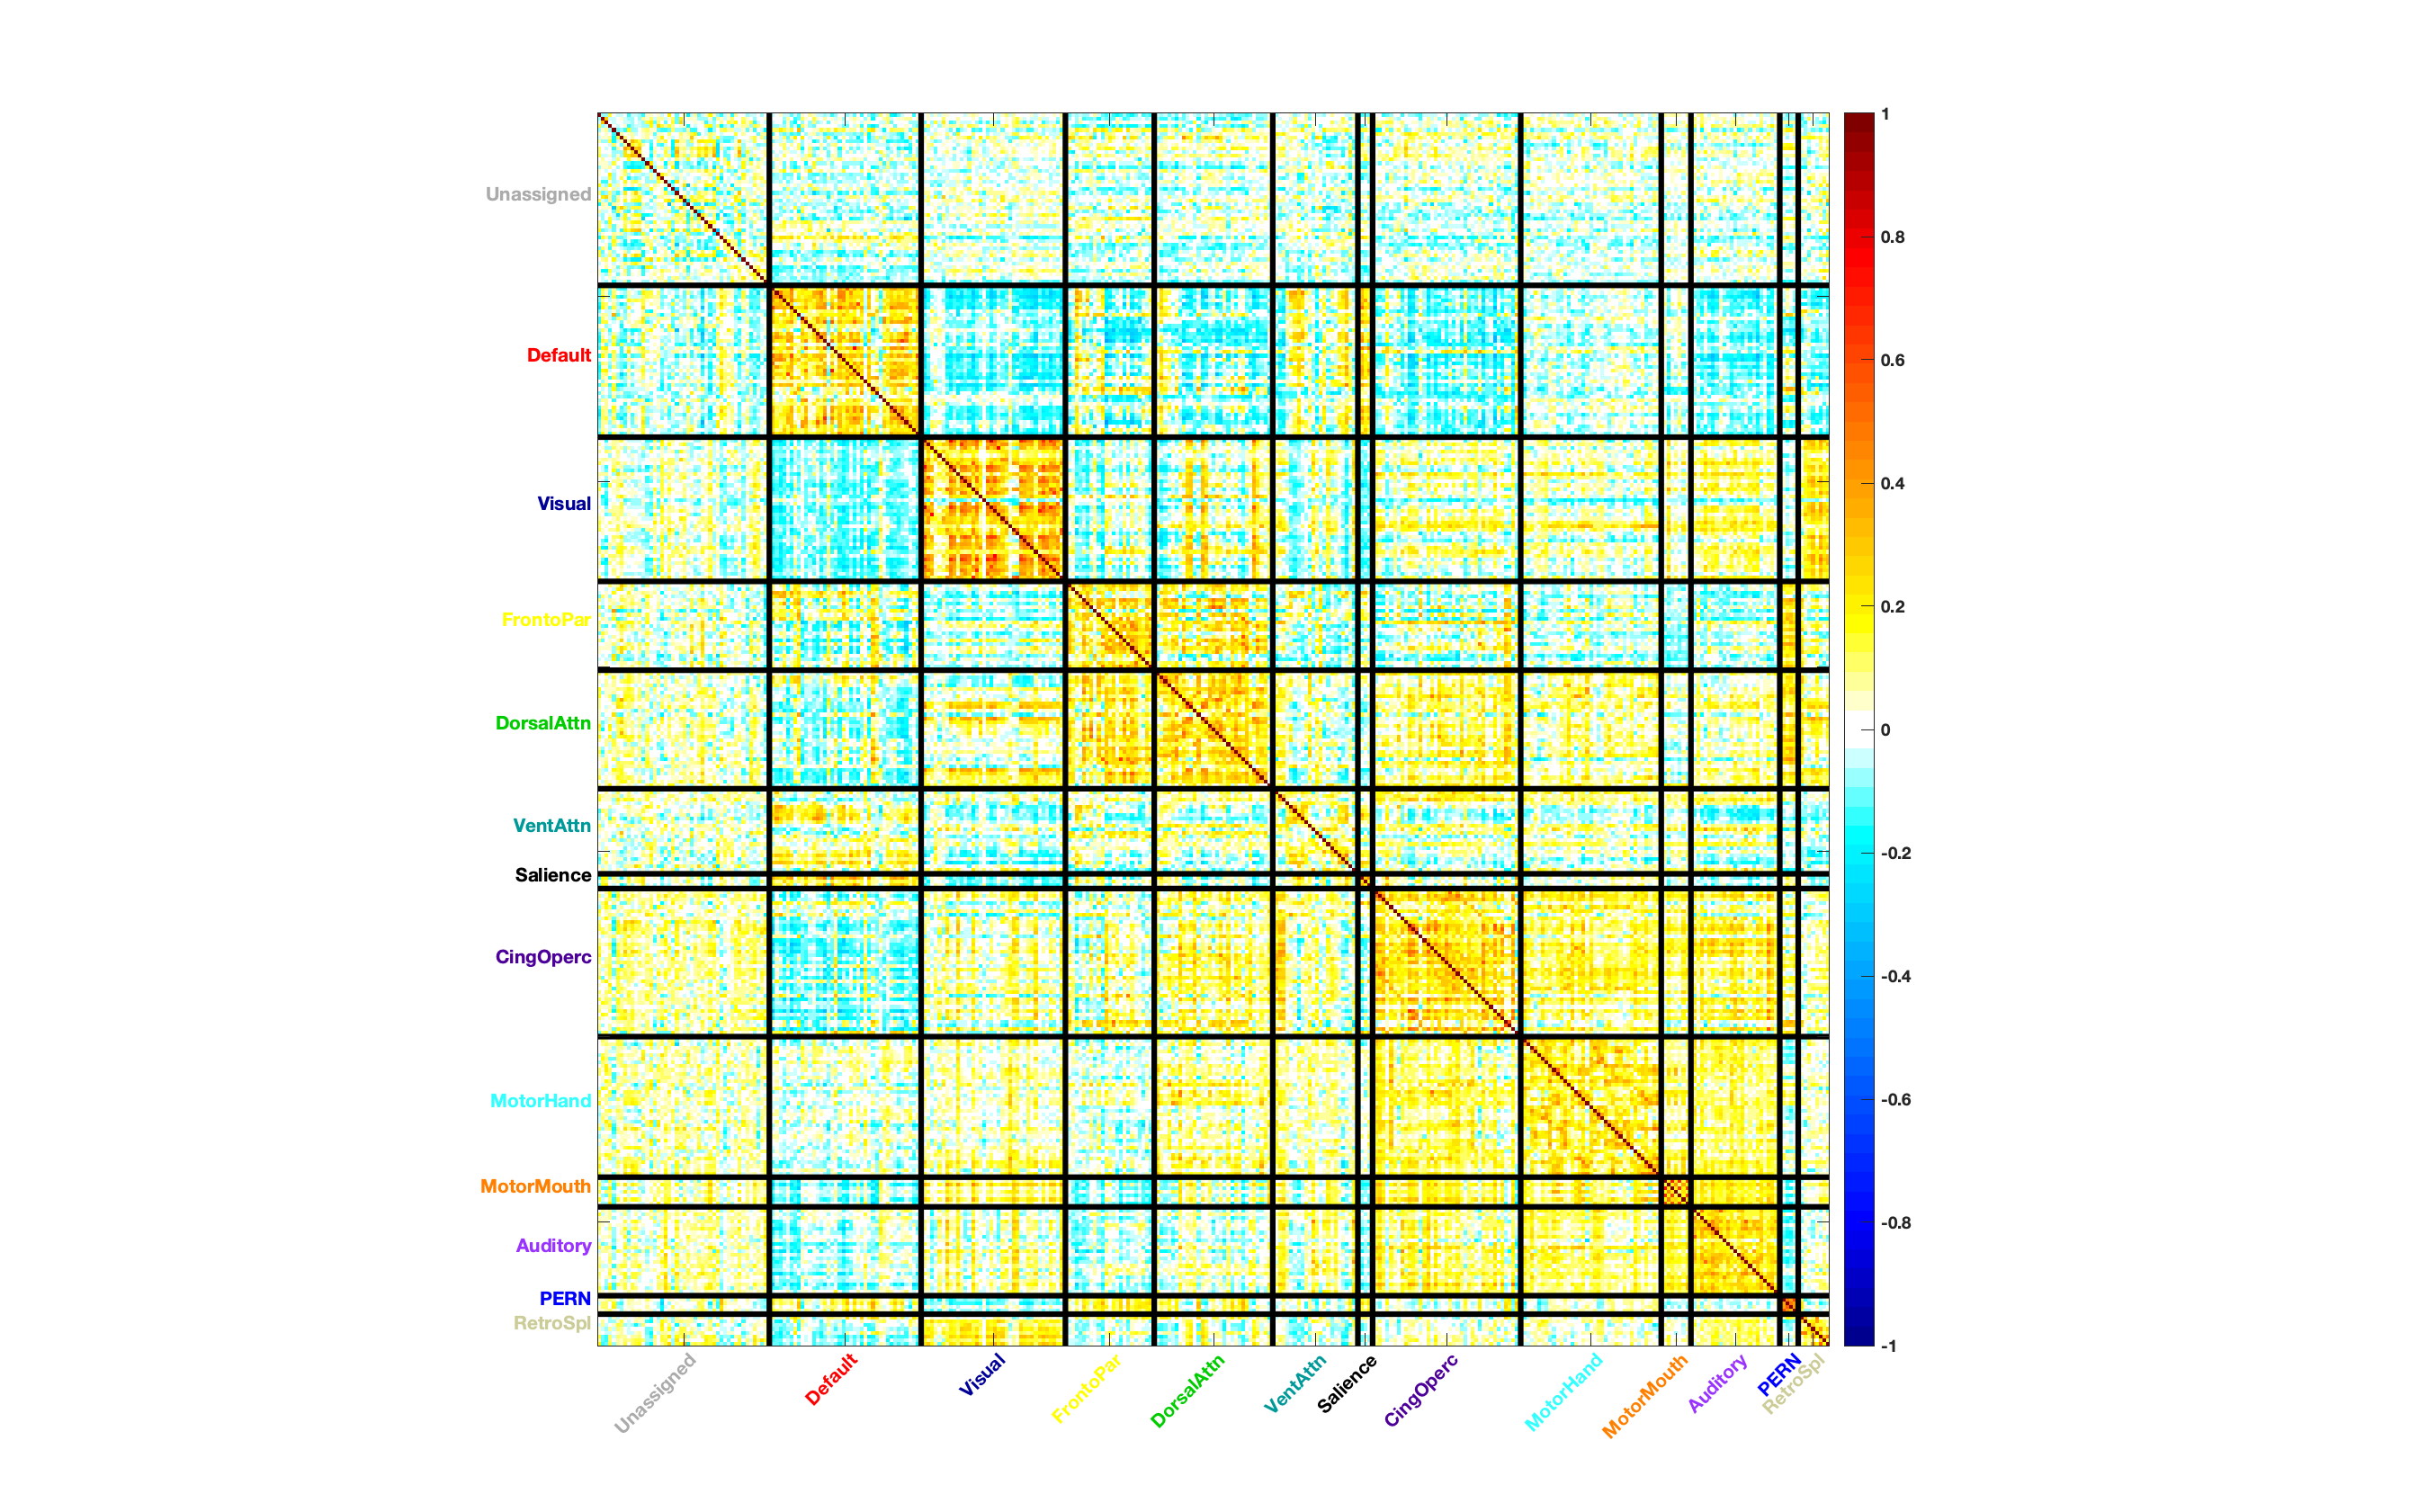 Unassigned
Default
Visual
FrontoPar
DorsalAttn
VentAttn
Salience
CingOperc
MotorHand
MotorMouth
Auditory
PERN
RetroSpl
Unassigned
Default
Visual
FrontoPar
DorsalAttn
VentAttn
Salience
CingOperc
MotorHand
MotorMouth
Auditory
PERN
RetroSpl
1
0.8
0.6
0.4
0.2
0
-0.2
-0.4
-0.6
-0.8
-1